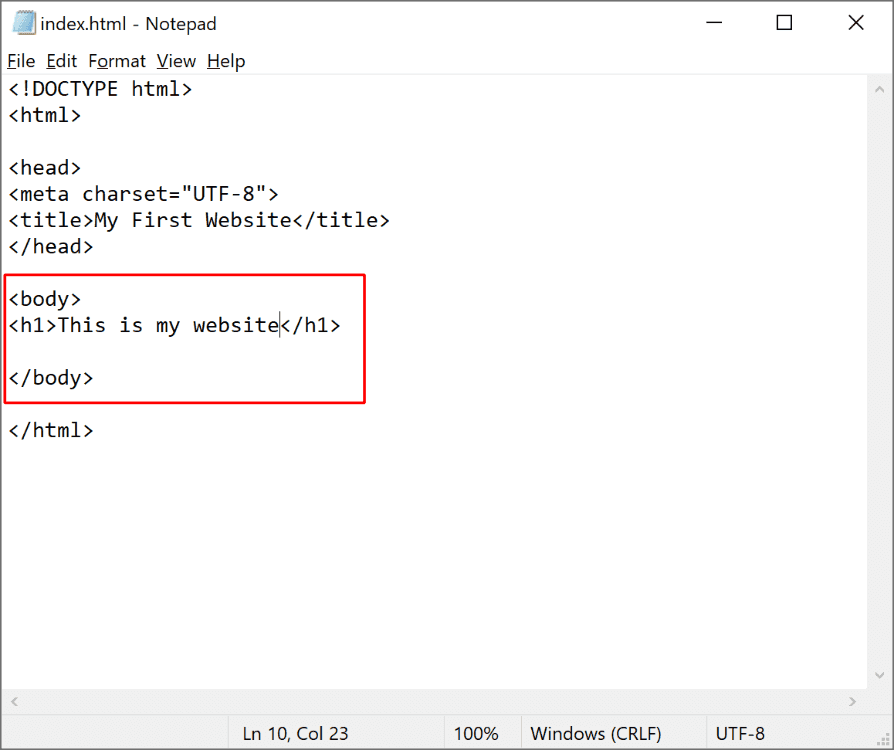 index.html - Notepad
File Edit Format View Help
<!DOCTYPE html>
<html>
<head>
<meta charset="UTF-8">
<title>My First Website</title>
</head>
<body>
<h1>This is my website</h1>
</body>
</html>
Ln 10, Col 23 100% Windows (CRLF) UTF-8